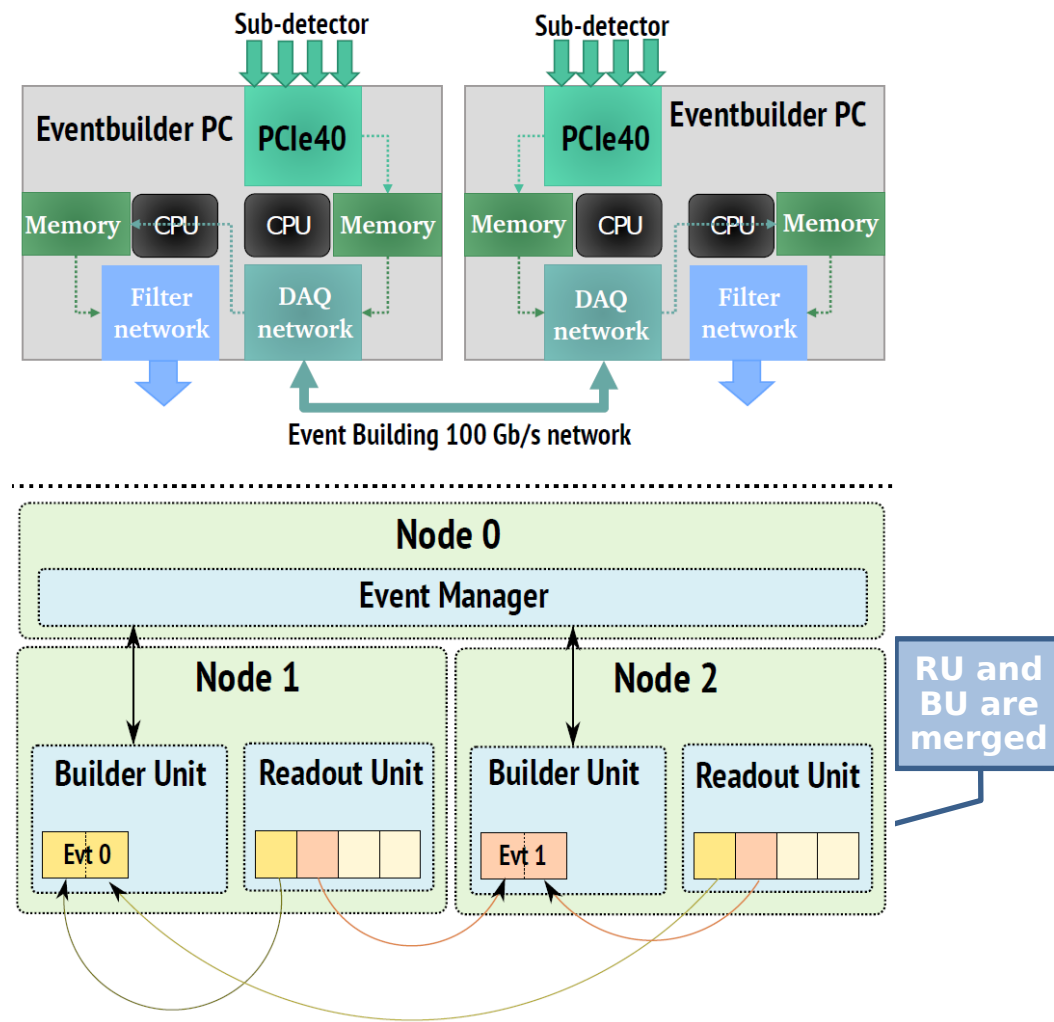 Sub-detector
Sub-detector
Eventbuilder PC
PCIe40
PCIe40
Eventbuilder PC
Memory
CPU
CPU
Memory
Memory
CPU
CPU
Memory
Filter
network
DAQ
network
DAQ
network
Filter
network
Event Building 100 Gb/s network
Node 0
Event Manager
Node 1
Node 2
RU and
BU are
merged
Builder Unit
Readout Unit
Builder Unit
Readout Unit
Evt 0
Evt 1